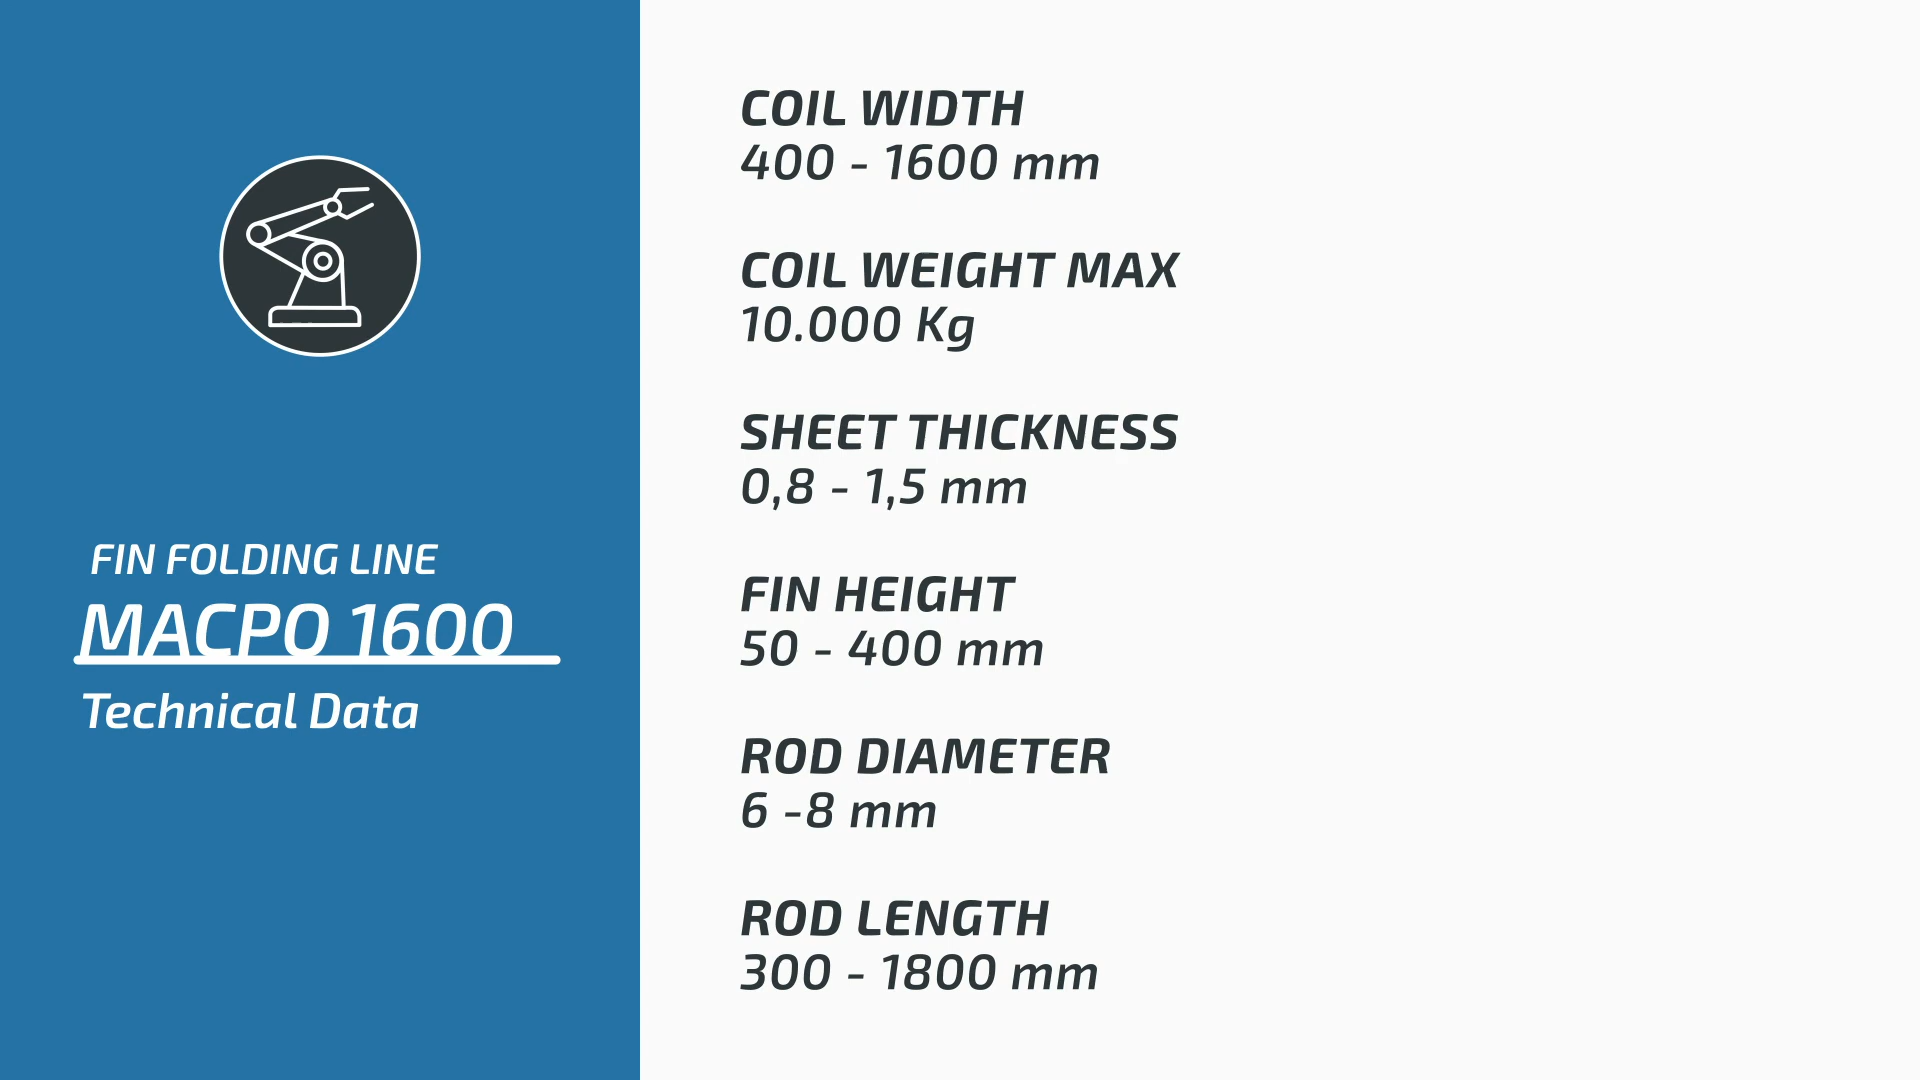 FIN FOLDING LINE
MACPO 1600
Technical Data
COIL WIDTH
400 - 1600 mm
COIL WEIGHT MAX
10.000 Kg
SHEET THICKNESS
0,8 - 1,5 mm
FIN HEIGHT
50 - 400 mm
ROD DIAMETER
6 -8 mm
ROD LENGTH
300 - 1800 mm